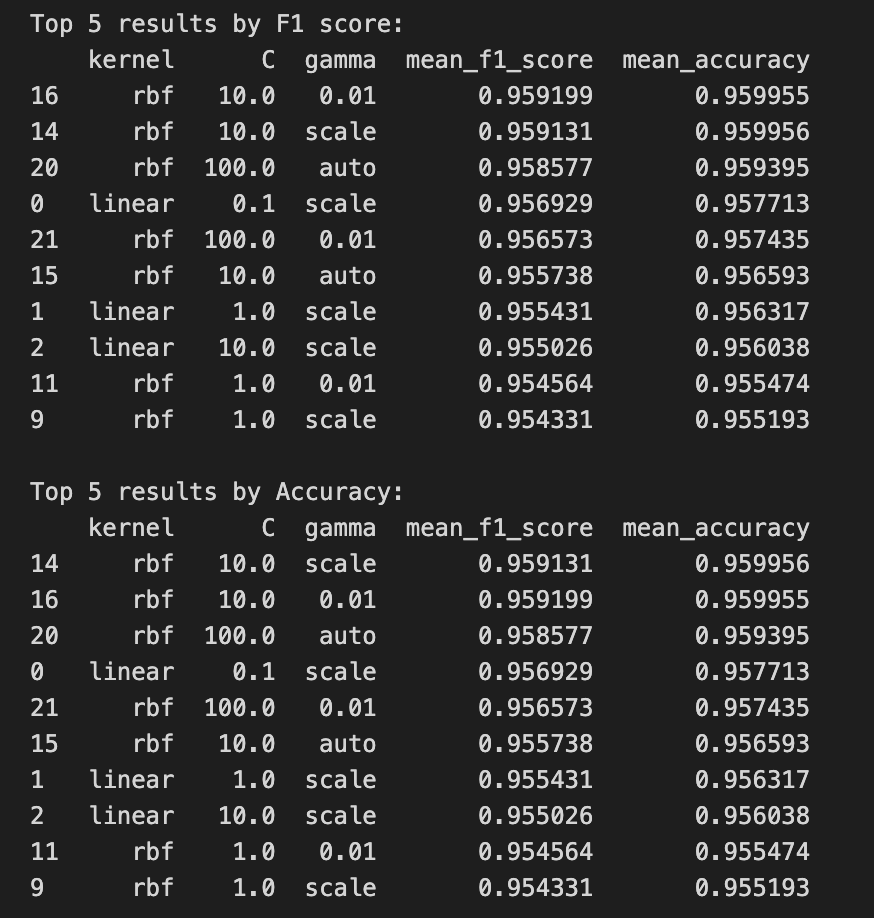 Top 5 results by F1 score:
    kernel      C  gamma  mean_f1_score  mean_accuracy
16     rbf   10.0   0.01       0.959199       0.959955
14     rbf   10.0  scale       0.959131       0.959956
20     rbf  100.0   auto       0.958577       0.959395
0   linear    0.1  scale       0.956929       0.957713
21     rbf  100.0   0.01       0.956573       0.957435
15     rbf   10.0   auto       0.955738       0.956593
1   linear    1.0  scale       0.955431       0.956317
2   linear   10.0  scale       0.955026       0.956038
11     rbf    1.0   0.01       0.954564       0.955474
9      rbf    1.0  scale       0.954331       0.955193

Top 5 results by Accuracy:
    kernel      C  gamma  mean_f1_score  mean_accuracy
14     rbf   10.0  scale       0.959131       0.959956
16     rbf   10.0   0.01       0.959199       0.959955
20     rbf  100.0   auto       0.958577       0.959395
0   linear    0.1  scale       0.956929       0.957713
21     rbf  100.0   0.01       0.956573       0.957435
15     rbf   10.0   auto       0.955738       0.956593
1   linear    1.0  scale       0.955431       0.956317
2   linear   10.0  scale       0.955026       0.956038
11     rbf    1.0   0.01       0.954564       0.955474
9      rbf    1.0  scale       0.954331       0.955193